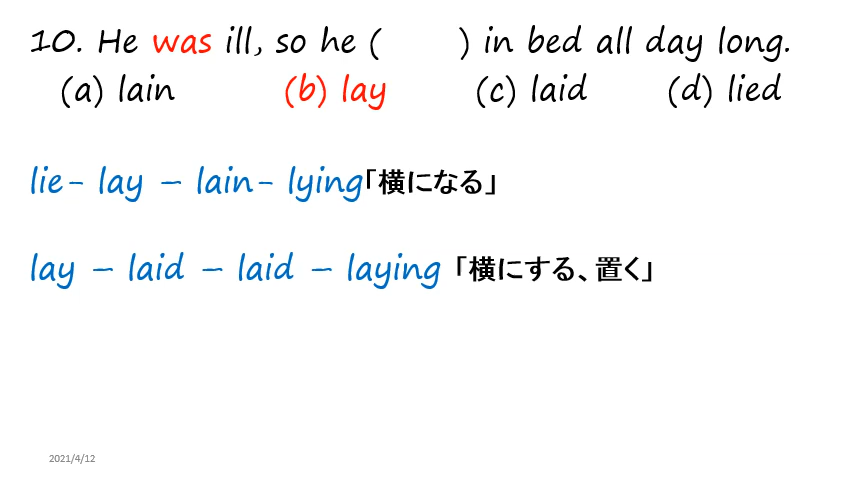 10. He was ill, so he (        ) in bed all day long.
(a) lain (b) lay (c) laid (d) lied
lie- lay – lain- lying「横になる」
lay – laid – laid – laying 「横にする、置く」
2021/4/12